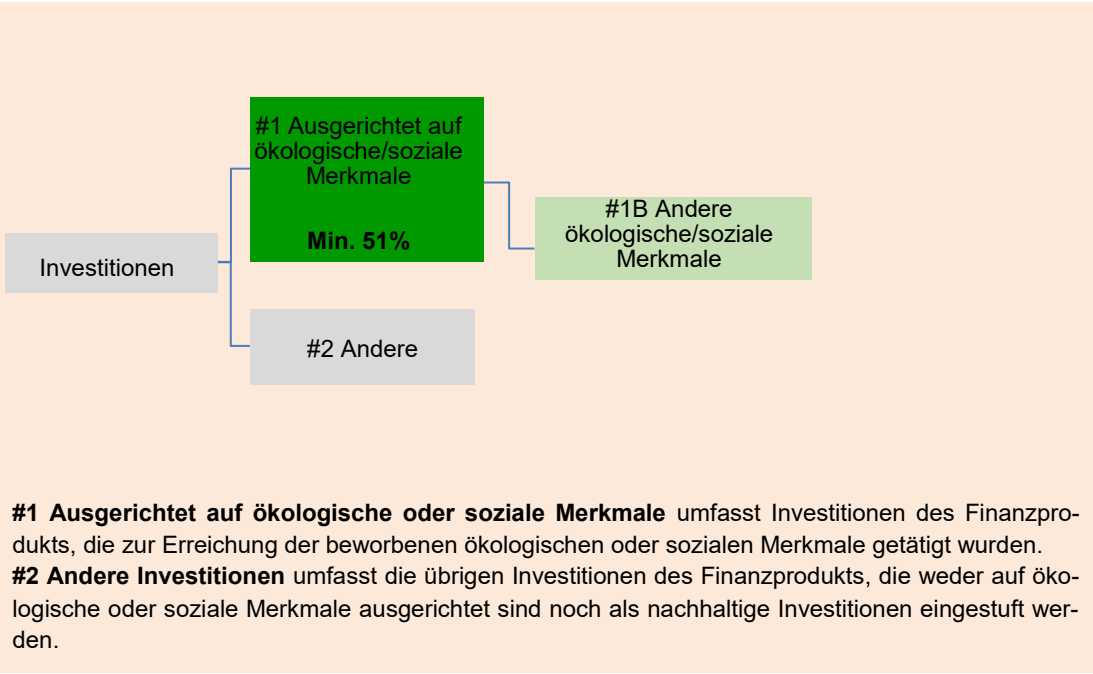 #1 Ausgerichtet auf
ökologische/soziale
Merkmale
Min. 51%
#1B Andere
ökologische/soziale
Merkmale
Investitionen
#2 Andere
#1 Ausgerichtet auf ökologische oder soziale Merkmale umfasst Investitionen des Finanzpro-
dukts, die zur Erreichung der beworbenen ökologischen oder sozialen Merkmale getätigt wurden.
#2 Andere Investitionen umfasst die übrigen Investitionen des Finanzprodukts, die weder auf öko-
logische oder soziale Merkmale ausgerichtet sind noch als nachhaltige Investitionen eingestuft wer-
den.